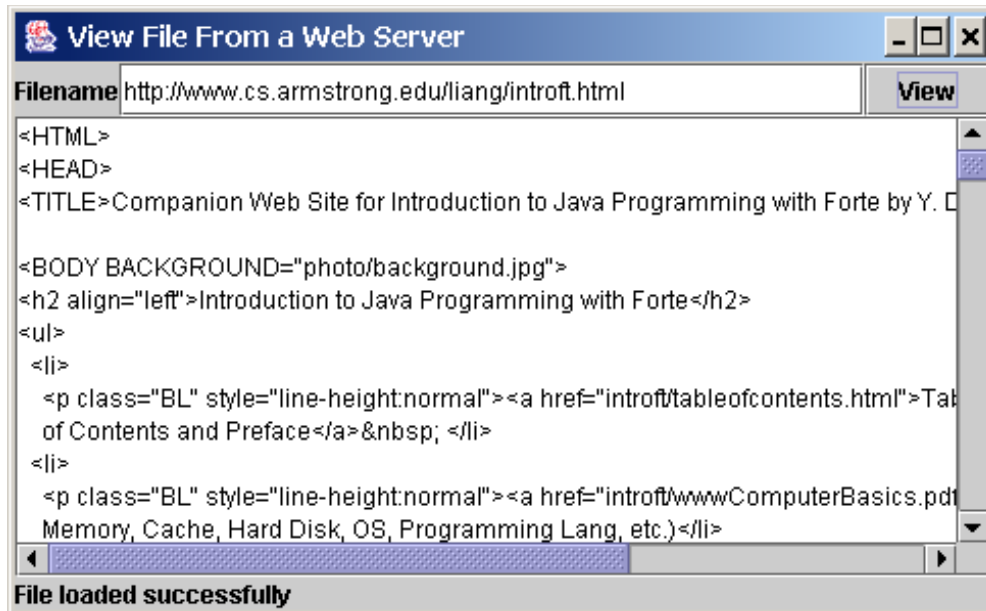 View File From a Web Server
Filename http://www.cs.armstrong.edu/liang/introft.html View
<HTML>
<HEAD>
<TITLE>Companion Web Site for Introduction to Java Programming with Forte by Y.

<BODY BACKGROUND="photo/background.jpg">
<h2 align="left">Introduction to Java Programming with Forte</h2>
<ul>
<li>
<p class="BL" style="line-height:normal"><a href="introft/tableofcontents.html">Tab
of Contents and Preface</a>&nbsp; </li>
<li>
<p class="BL" style="line-height:normal"><a href="introft/wwwComputerBasics.pdf
Memory, Cache, Hard Disk, OS, Programming Lang, etc.)</li>
File loaded successfully